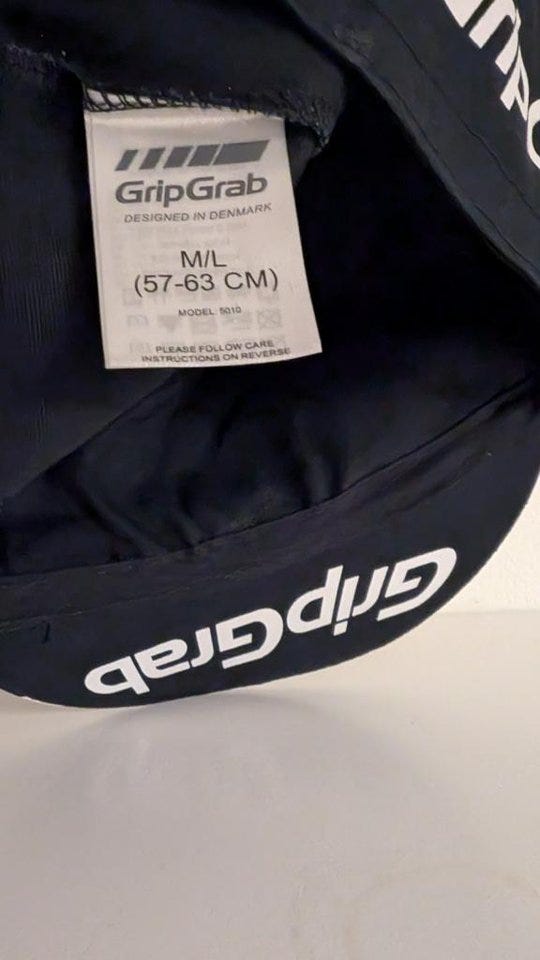 GripGrab
DESIGNED IN DENMARK
M/L
(57-63 CM)
MODEL 5010
PLEASE FOLLOW CARE
INSTRUCTIONS ON REVERSE
GripGrab